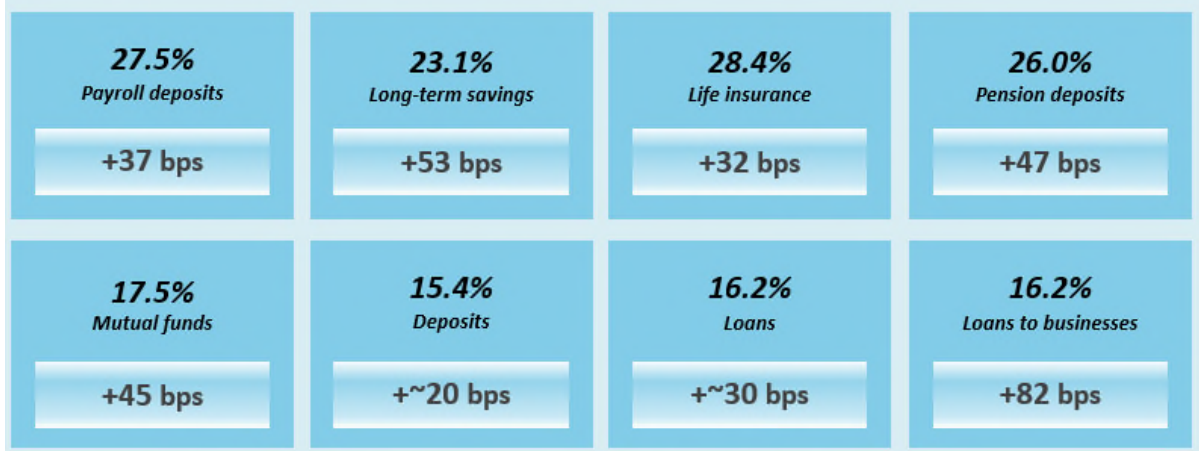 27.5%
Payroll deposits
+37 bps
23.1%
Long-term savings
+53 bps
28.4%
Life insurance
+32 bps
26.0%
Pension deposits
+47 bps
17.5%
Mutual funds
+45 bps
15.4%
Deposits
+~20 bps
16.2%
Loans
+~30 bps
16.2%
Loans to businesses
+82 bps